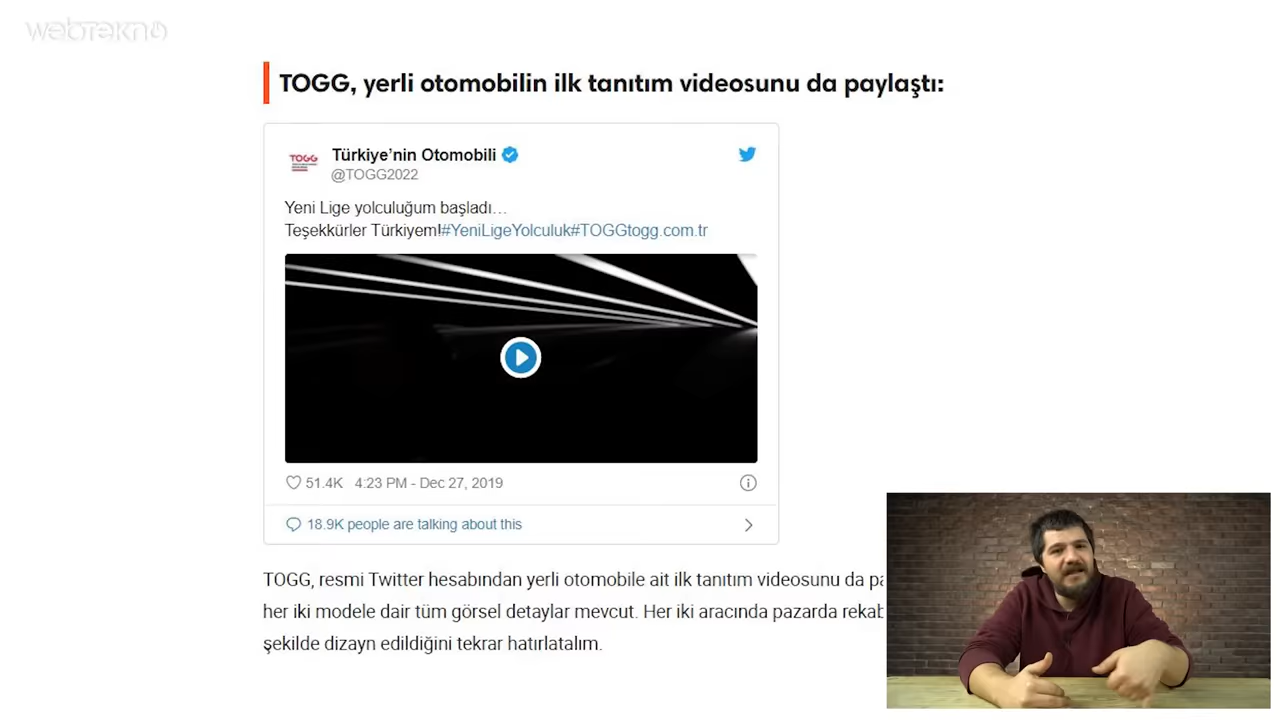 webtekno
TOGG, yerli otomobilin ilk tanıtım videosunu da paylaştı:
TOGG
Türkiye’nin Otomobili
@TOGG2022
Yeni Lige yolculuğum başladı…
Teşekkürler Türkiyem!#YeniLigeYolculuk#TOGGtogg.com.tr
51.4K 4:23 PM - Dec 27, 2019
18.9K people are talking about this
TOGG, resmi Twitter hesabından yerli otomobile ait ilk tanıtım videosunu da
her iki modele dair tüm görsel detaylar mevcut. Her iki aracında pazarda
şekilde dizayn edildiğini tekrar hatırlatalım.